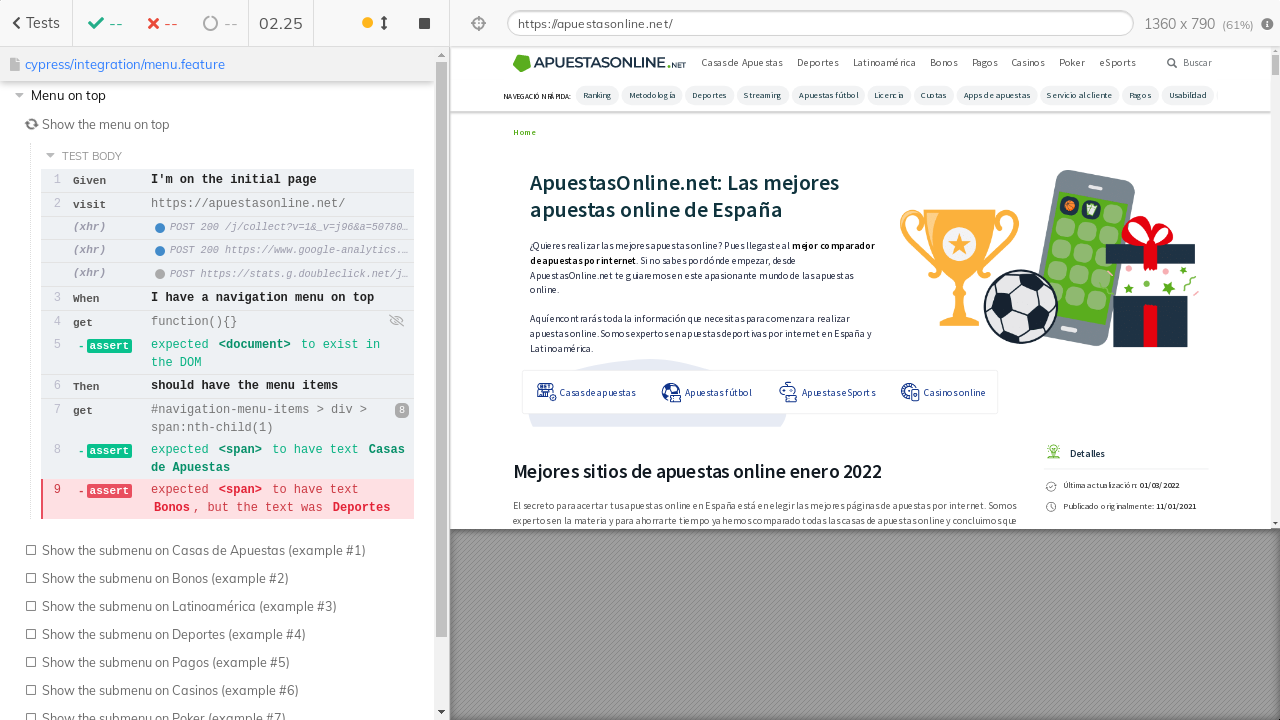 Tests
--
--
--
02.25
https://apuestasonline.net/
1360 x 790 (61%)
cypress/integration/menu.feature
Menu on top
Show the menu on top
TEST BODY
1 Given I'm on the initial page
2 visit https://apuestasonline.net/
(xhr) POST 200 /j/collect?v=1&_v=j96&a=50780…
(xhr) POST 200 https://www.google-analytics.…
(xhr) POST https://stats.g.doubleclick.net/j…
3 When I have a navigation menu on top
4 get function(){}
5 -assert expected <document> to exist in
the DOM
6 Then should have the menu items
7 get #navigation-menu-items > div > 8
span:nth-child(1)
8 -assert expected <span> to have text Casas
de Apuestas
9 -assert expected <span> to have text
Bonos, but the text was Deportes
Show the submenu on Casas de Apuestas (example #1)
Show the submenu on Bonos (example #2)
Show the submenu on Latinoamérica (example #3)
Show the submenu on Deportes (example #4)
Show the submenu on Pagos (example #5)
Show the submenu on Casinos (example #6)
Show the submenu on Poker (example #7)
APUESTASONLINE.NET
Casas de Apuestas Deportes Latinoamérica Bonos Pagos Casinos Poker eSports Buscar
NAVEGACIÓN RÁPIDA: Ranking Metodología Deportes Streaming Apuestas fútbol Licencia Cuotas Apps de apuestas Servicio al cliente Pagos Usabilidad
Home
ApuestasOnline.net: Las mejores
apuestas online de España
¿Quieres realizar las mejores apuestas online? Pues llegaste al mejor comparador
de apuestas por internet. Si no sabes por dónde empezar, desde
ApuestasOnline.net te guiaremos en este apasionante mundo de las apuestas
online.
Aquí encontrarás toda la información que necesitas para comenzar a realizar
apuestas online. Somos expertos en apuestas deportivas por internet en España y
Latinoamérica.
Casas de apuestas Apuestas fútbol Apuestas eSports Casinos online
Mejores sitios de apuestas online enero 2022
El secreto para acertar tus apuestas online en España está en elegir las mejores páginas de apuestas por internet. Somos
expertos en la materia y para ahorrarte tiempo ya hemos comparado todas las casas de apuestas online y concluimos que
Detalles
Última actualización: 01/03/2022
Publicado originalmente: 11/01/2021